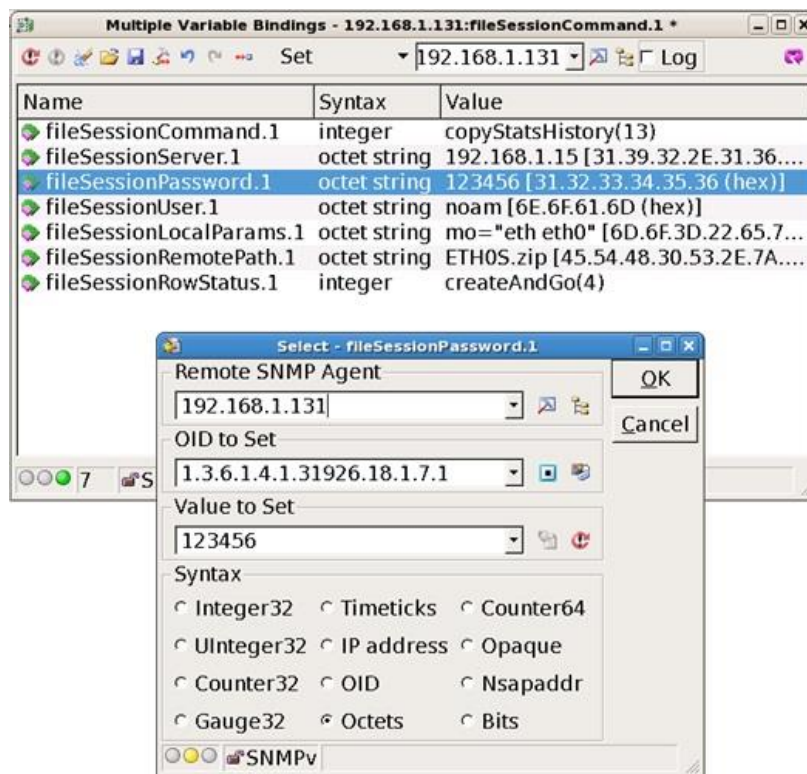 Multiple Variable Bindings - 192.168.1.131:fileSessionCommand.1 *
Set 192.168.1.131 Log
Name Syntax Value
fileSessionCommand.1 integer copyStatsHistory(13)
fileSessionServer.1 octet string 192.168.1.15 [31.39.32.2E.31.36....
fileSessionPassword.1 octet string 123456 [31.32.33.34.35.36 (hex)]
fileSessionUser.1 octet string noam [6E.6F.61.6D (hex)]
fileSessionLocalParams.1 octet string mo="eth eth0" [6D.6F.3D.22.65.7...
fileSessionRemotePath.1 octet string ETH0S.zip [45.54.48.30.53.2E.7A....
fileSessionRowStatus.1 integer createAndGo(4)
7 S
Select - fileSessionPassword.1
Remote SNMP Agent
192.168.1.131
OK
Cancel
OID to Set
1.3.6.1.4.1.31926.18.1.7.1
Value to Set
123456
Syntax
Integer32 Timeticks Counter64
UInteger32 IP address Opaque
Counter32 OID Nsapaddr
Gauge32 Octets Bits
SNMPv